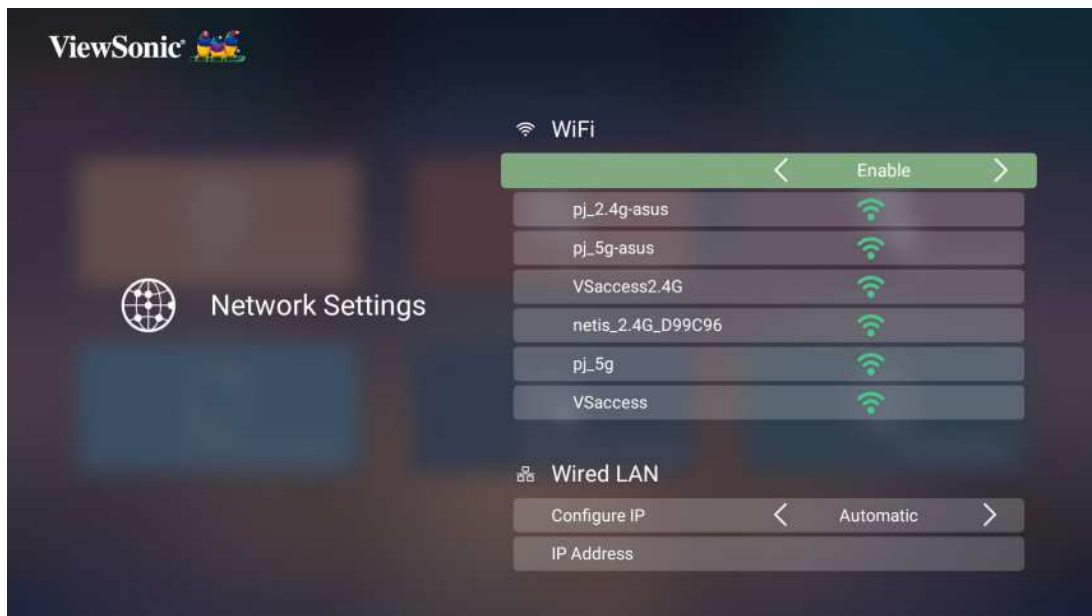 ViewSonic
WiFi
Enable
pj_2.4g-asus
pj_5g-asus
VSaccess2.4G
Network Settings
netis_2.4G_D99C96
pj_5g
VSaccess
Wired LAN
Configure IP Automatic
IP Address